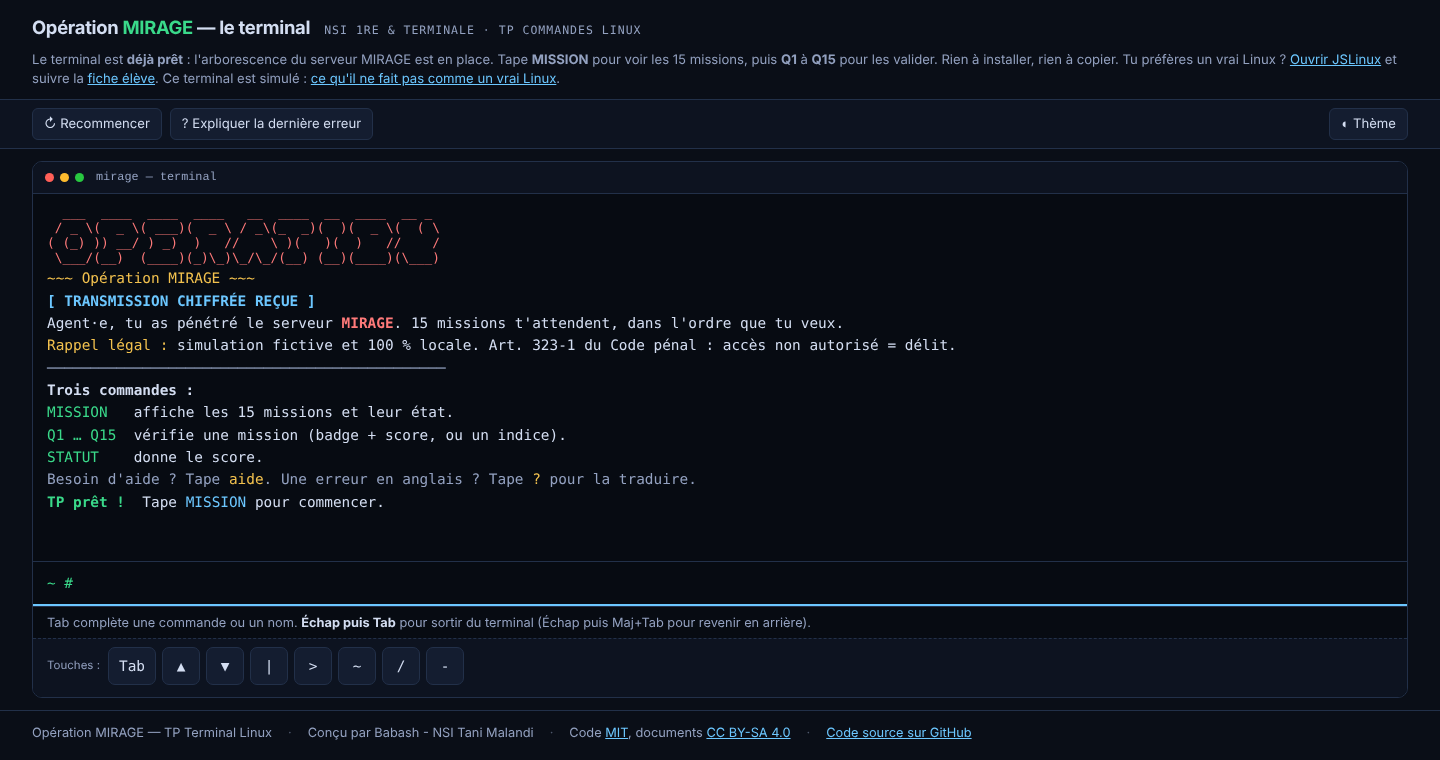 Opération MIRAGE — le terminal NSI 1RE & TERMINALE · TP COMMANDES LINUX
Le terminal est déjà prêt : l'arborescence du serveur MIRAGE est en place. Tape MISSION pour voir les 15 missions, puis Q1 à Q15 pour les valider. Rien à installer, rien à copier. Tu préfères un vrai Linux ? Ouvrir JSLinux et
suivre la fiche élève. Ce terminal est simulé : ce qu'il ne fait pas comme un vrai Linux.
↻ Recommencer ? Expliquer la dernière erreur Thème
mirage — terminal
OPERATION
~~~ Opération MIRAGE ~~~
[ TRANSMISSION CHIFFRÉE REÇUE ]
Agent·e, tu as pénétré le serveur MIRAGE. 15 missions t'attendent, dans l'ordre que tu veux.
Rappel légal : simulation fictive et 100 % locale. Art. 323-1 du Code pénal : accès non autorisé = délit.
Trois commandes :
MISSION affiche les 15 missions et leur état.
Q1 … Q15 vérifie une mission (badge + score, ou un indice).
STATUT donne le score.
Besoin d'aide ? Tape aide. Une erreur en anglais ? Tape ? pour la traduire.
TP prêt ! Tape MISSION pour commencer.
~ #
Tab complète une commande ou un nom. Échap puis Tab pour sortir du terminal (Échap puis Maj+Tab pour revenir en arrière).
Touches : Tab ▲ ▼ | > ~ / -
Opération MIRAGE — TP Terminal Linux · Conçu par Babash - NSI Tani Malandi · Code MIT, documents CC BY-SA 4.0 · Code source sur GitHub